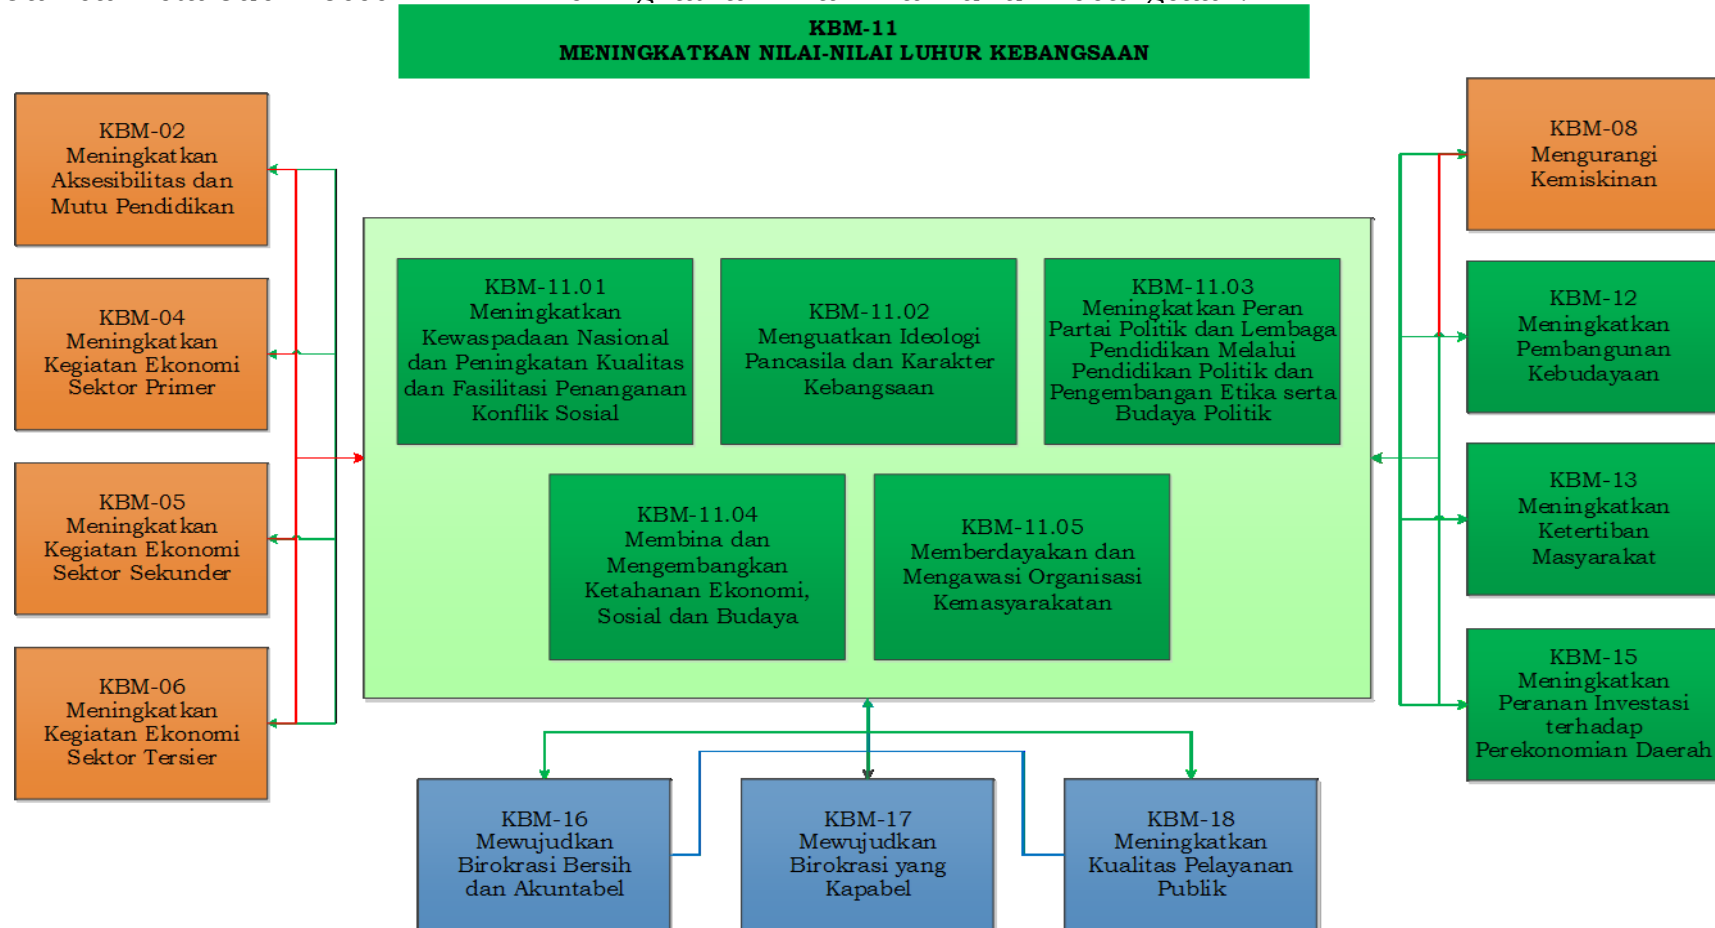 KBM-11
MENINGKATKAN NILAI-NILAI LUHUR KEBANGSAAN
KBM-02
Meningkatkan
Aksesibilitas dan
Mutu Pendidikan
KBM-04
Meningkatkan
Kegiatan Ekonomi
Sektor Primer
KBM-05
Meningkatkan
Kegiatan Ekonomi
Sektor Sekunder
KBM-06
Meningkatkan
Kegiatan Ekonomi
Sektor Tersier
KBM-11.01
Meningkatkan
Kewaspadaan Nasional
dan Peningkatan Kualitas
dan Fasilitasi Penanganan
Konflik Sosial
KBM-11.02
Menguatkan Ideologi
Pancasila dan Karakter
Kebangsaan
KBM-11.03
Meningkatkan Peran
Partai Politik dan Lembaga
Pendidikan Melalui
Pendidikan Politik dan
Pengembangan Etika serta
Budaya Politik
KBM-11.04
Membina dan
Mengembangkan
Ketahanan Ekonomi,
Sosial dan Budaya
KBM-11.05
Memberdayakan dan
Mengawasi Organisasi
Kemasyarakatan
KBM-08
Mengurangi
Kemiskinan
KBM-12
Meningkatkan
Pembangunan
Kebudayaan
KBM-13
Meningkatkan
Ketertiban
Masyarakat
KBM-15
Meningkatkan
Peranan Investasi
terhadap
Perekonomian Daerah
KBM-16
Mewujudkan
Birokrasi Bersih
dan Akuntabel
KBM-17
Mewujudkan
Birokrasi yang
Kapabel
KBM-18
Meningkatkan
Kualitas Pelayanan
Publik